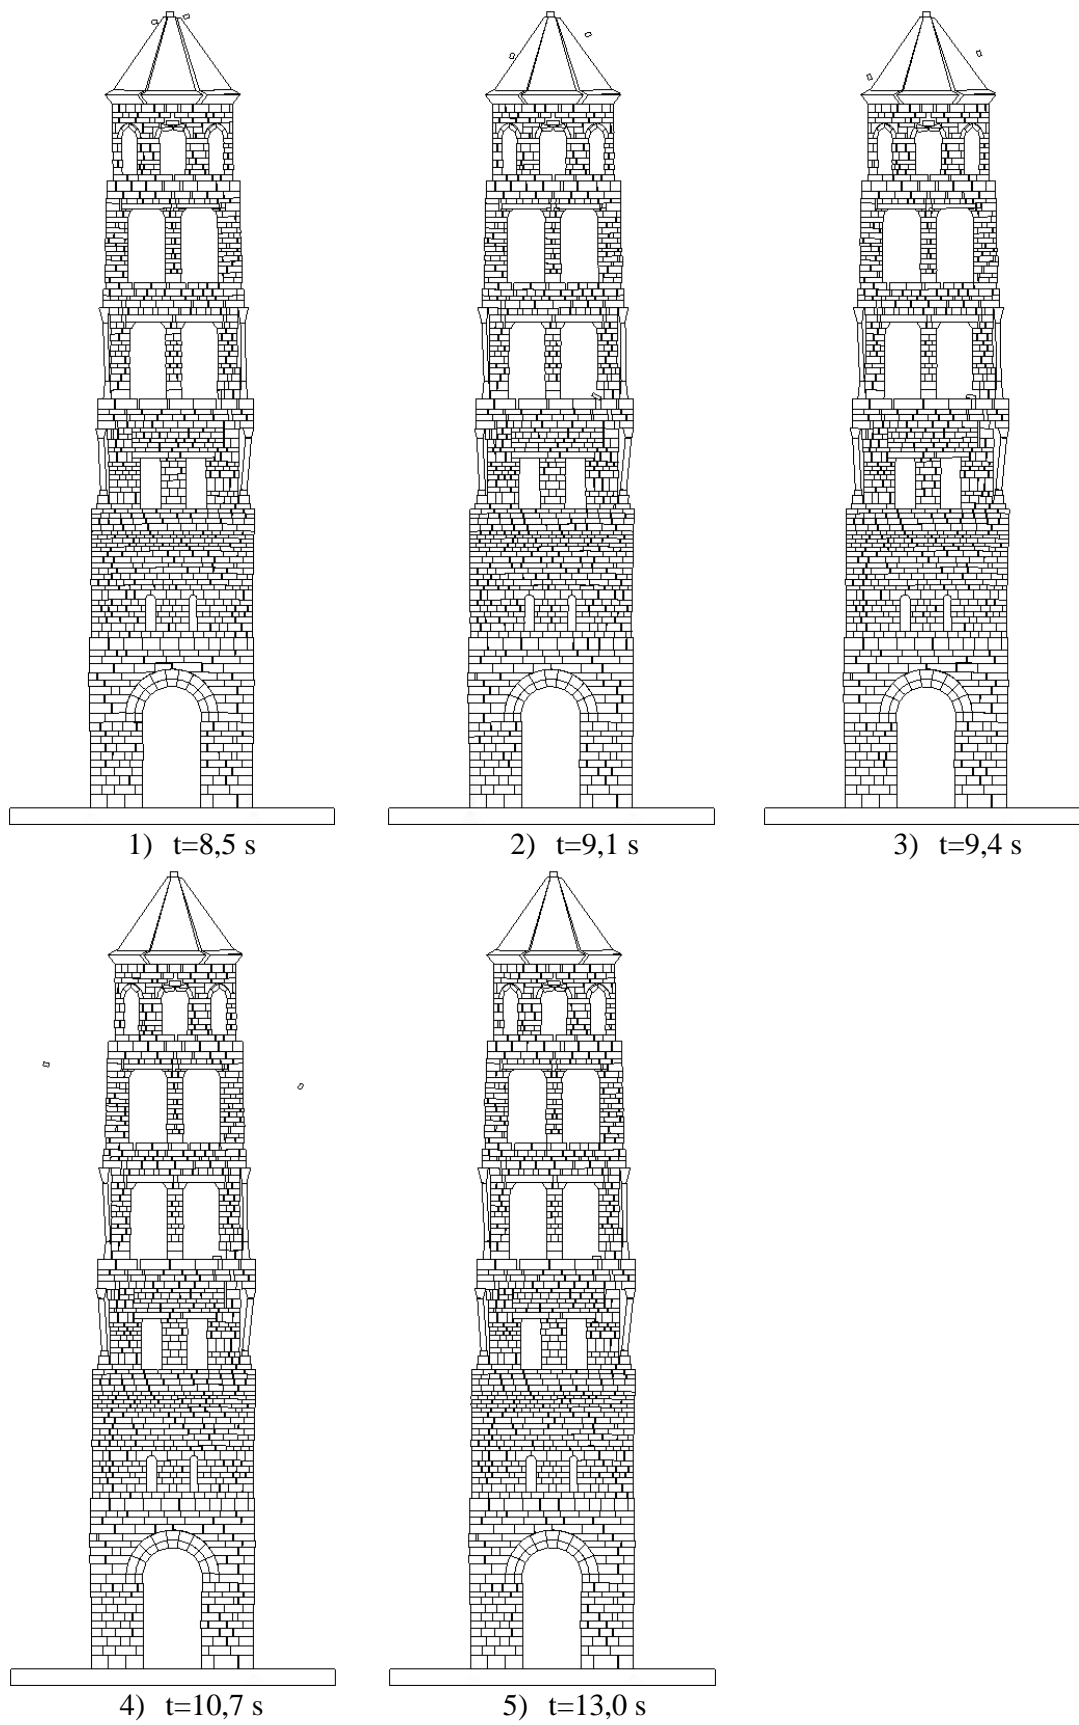 1) t=8,5 s
2) t=9,1 s
3) t=9,4 s
4) t=10,7 s
5) t=13,0 s